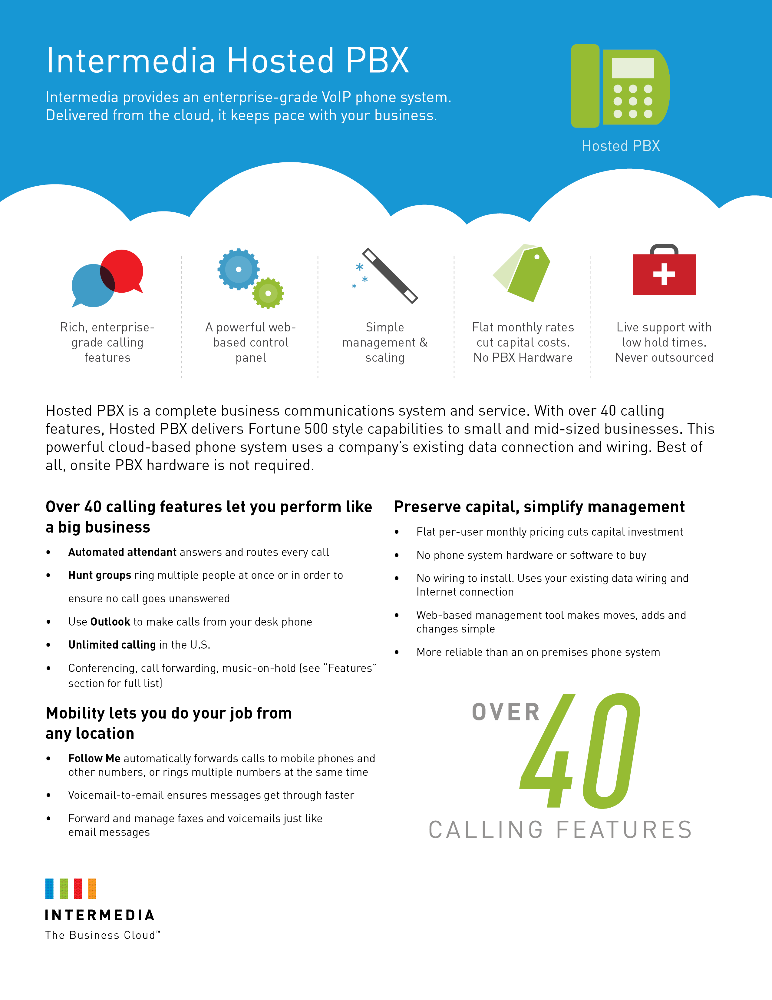 Intermedia Hosted PBX
Intermedia provides an enterprise-grade VoIP phone system.
Delivered from the cloud, it keeps pace with your business.
Hosted PBX
Rich, enterprise-
grade calling
features
A powerful web-
based control
panel
Simple
management &
scaling
Flat monthly rates
cut capital costs.
No PBX Hardware
Live support with
low hold times.
Never outsourced
Hosted PBX is a complete business communications system and service. With over 40 calling
features, Hosted PBX delivers Fortune 500 style capabilities to small and mid-sized businesses. This
powerful cloud-based phone system uses a company’s existing data connection and wiring. Best of
all, onsite PBX hardware is not required.
Over 40 calling features let you perform like
a big business
• Automated attendant answers and routes every call
• Hunt groups ring multiple people at once or in order to
ensure no call goes unanswered
• Use Outlook to make calls from your desk phone
• Unlimited calling in the U.S.
• Conferencing, call forwarding, music-on-hold (see “Features”
section for full list)
Mobility lets you do your job from
any location
• Follow Me automatically forwards calls to mobile phones and
other numbers, or rings multiple numbers at the same time
• Voicemail-to-email ensures messages get through faster
• Forward and manage faxes and voicemails just like
email messages
Preserve capital, simplify management
• Flat per-user monthly pricing cuts capital investment
• No phone system hardware or software to buy
• No wiring to install. Uses your existing data wiring and
Internet connection
• Web-based management tool makes moves, adds and
changes simple
• More reliable than an on premises phone system
OVER
40
CALLING FEATURES
INTERMEDIA
The Business Cloud™